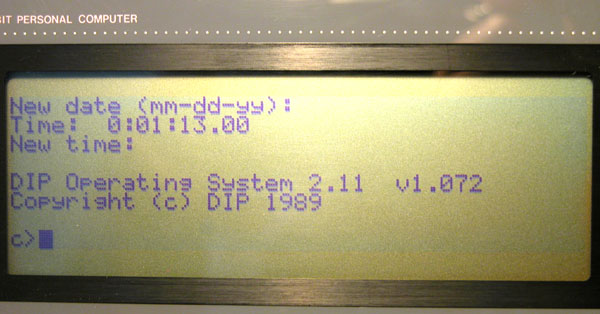 BIT PERSONAL COMPUTER
New date (mm-dd-yy):
Time:  0:01:13.00
New time:
DIP Operating System 2.11  v1.072
Copyright (c) DIP 1989
c>